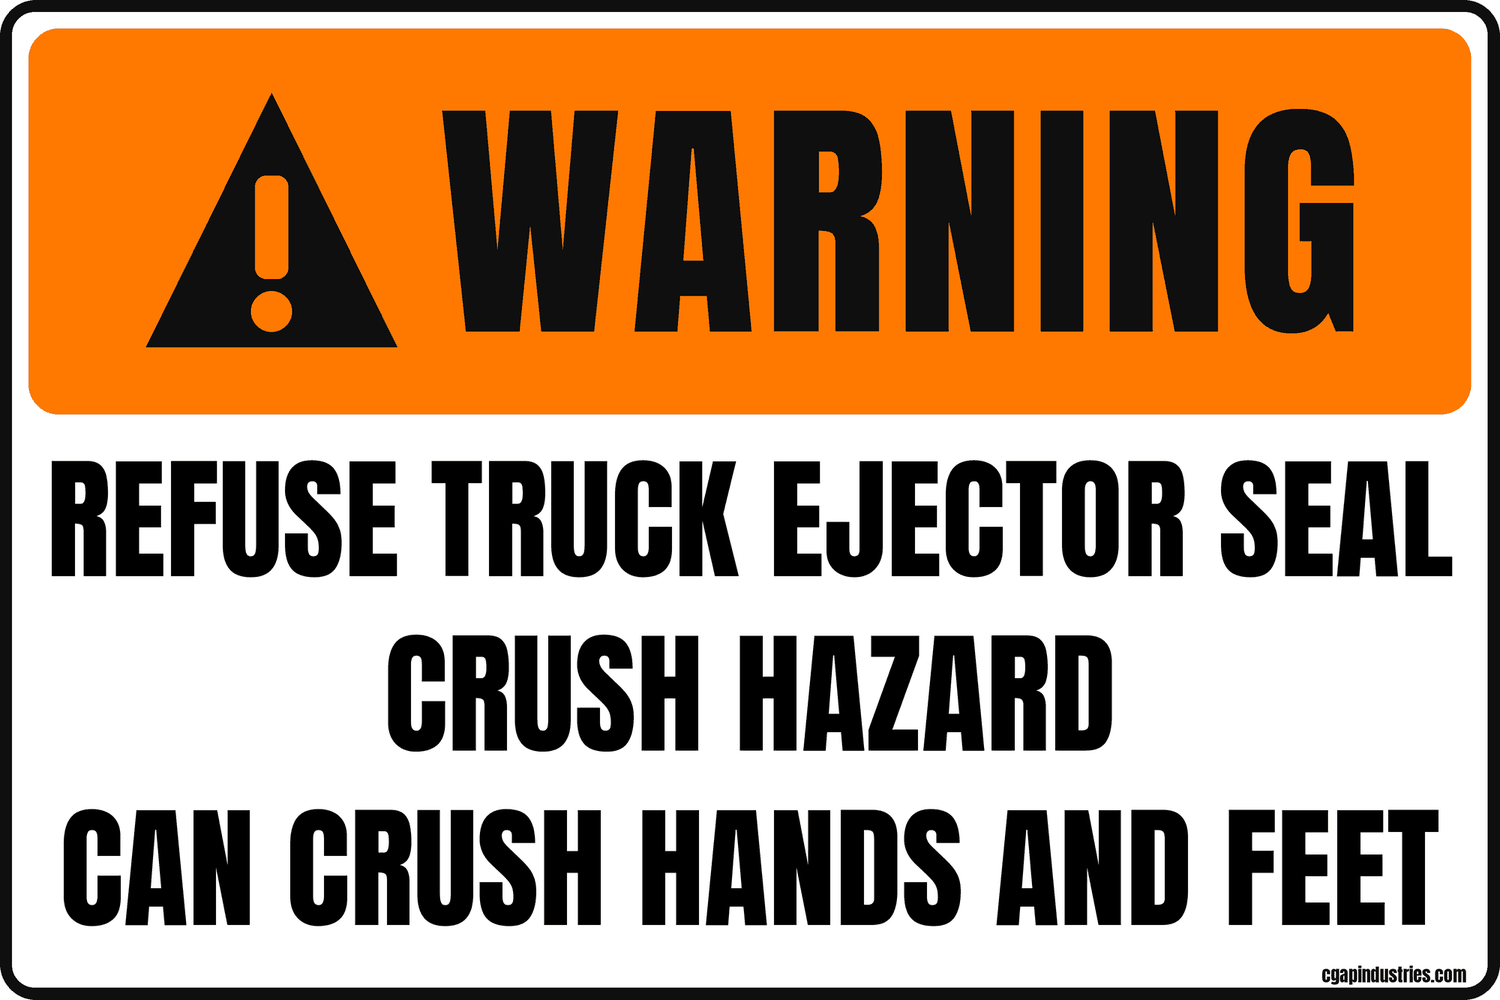 WARNING
REFUSE TRUCK EJECTOR SEAL
CRUSH HAZARD
CAN CRUSH HANDS AND FEET
cgapindustries.com